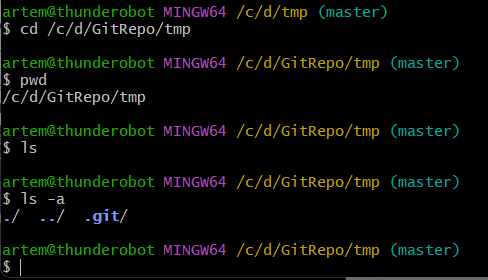 artem@thunderobot MINGW64 /c/d/tmp (master)
$ cd /c/d/GitRepo/tmp
artem@thunderobot MINGW64 /c/d/GitRepo/tmp (master)
$ pwd
/c/d/GitRepo/tmp
artem@thunderobot MINGW64 /c/d/GitRepo/tmp (master)
$ ls
artem@thunderobot MINGW64 /c/d/GitRepo/tmp (master)
$ ls -a
./  ../  .git/
artem@thunderobot MINGW64 /c/d/GitRepo/tmp (master)
$